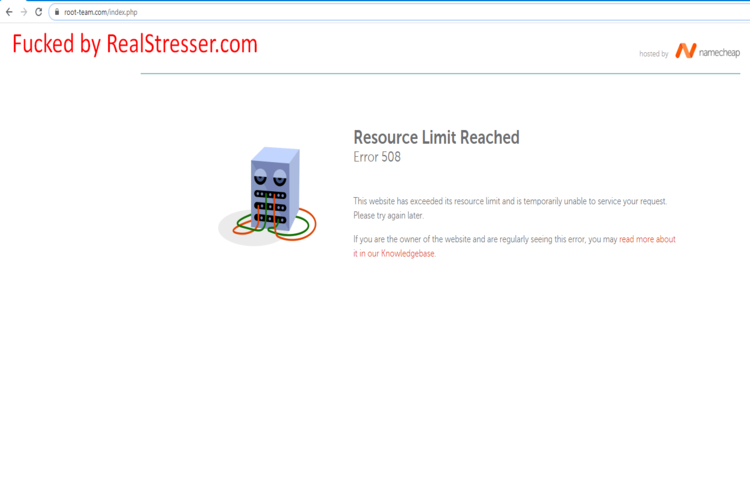 root-team.com/index.php
Fucked by RealStresser.com
hosted by namecheap
Resource Limit Reached
Error 508
This website has exceeded its resource limit and is temporarily unable to service your request.
Please try again later.
If you are the owner of the website and are regularly seeing this error, you may read more about
it in our Knowledgebase.